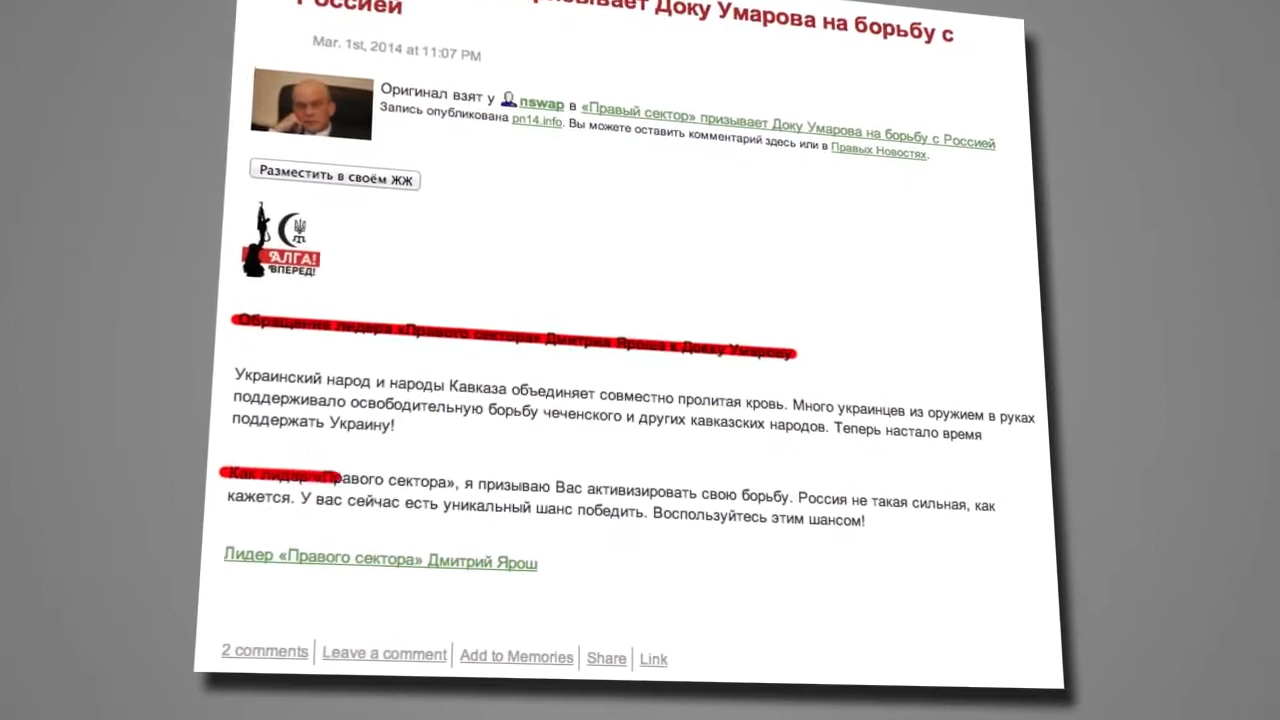 призывает Доку Умарова на борьбу с
Россией
Mar. 1st, 2014 at 11:07 PM
Оригинал взят у nswap в «Правый сектор» призывает Доку Умарова на борьбу с Россией
Запись опубликована pn14.info. Вы можете оставить комментарий здесь или в Правых Новостях.
Разместить в своём ЖЖ
АЛГА!
ВПЕРЕД!
Обращение лидера «Правого сектора» Дмитрия Яроша к Докку Умарову
Украинский народ и народы Кавказа объединяет совместно пролитая кровь. Много украинцев из оружием в руках
поддерживало освободительную борьбу чеченского и других кавказских народов. Теперь настало время
поддержать Украину!
Как лидер «Правого сектора», я призываю Вас активизировать свою борьбу. Россия не такая сильная, как
кажется. У вас сейчас есть уникальный шанс победить. Воспользуйтесь этим шансом!
Лидер «Правого сектора» Дмитрий Ярош
2 comments Leave a comment Add to Memories Share Link